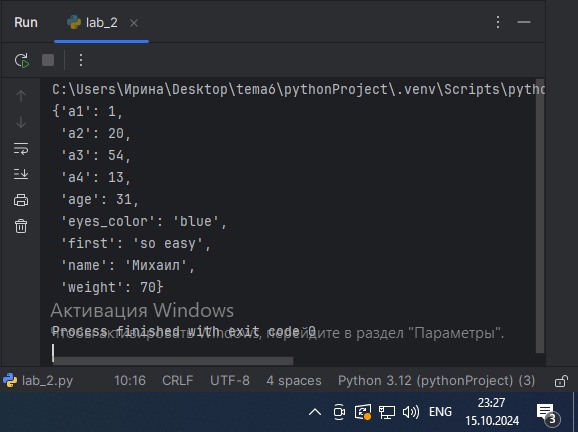 Run lab_2
C:\Users\Ирина\Desktop\tema6\pythonProject\.venv\Scripts\pytho
{'a1': 1,
'a2': 20,
'a3': 54,
'a4': 13,
'age': 31,
'eyes_color': 'blue',
'first': 'so easy',
'name': 'Михаил',
'weight': 70}
Активация Windows
Process finished with exit code 0
Чтобы активировать Windows, перейдите в раздел "Параметры".
lab_2.py 10:16 CRLF UTF-8 4 spaces Python 3.12 (pythonProject) (3)
ENG 23:27
15.10.2024 3